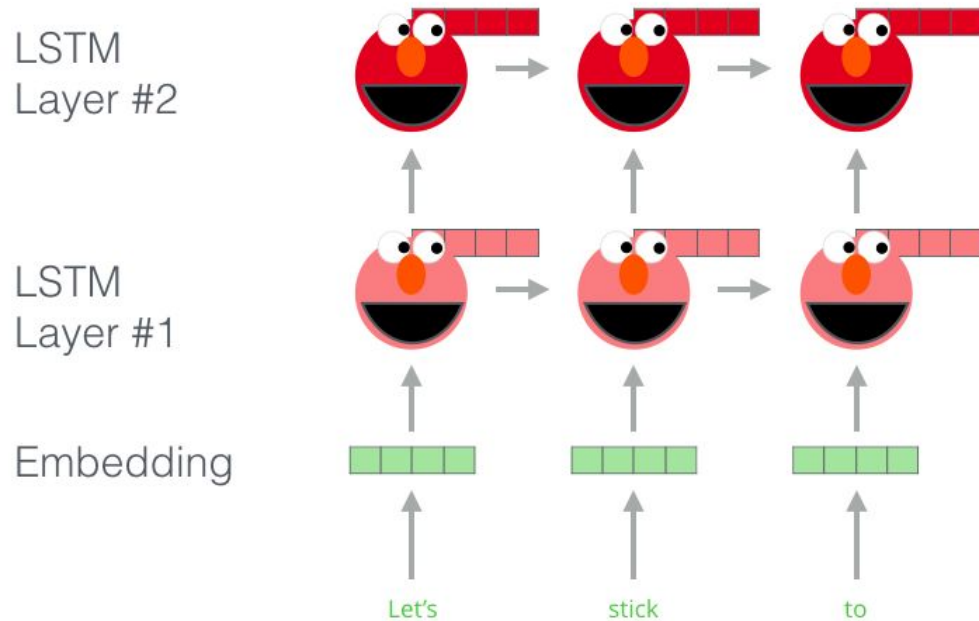 LSTM
Layer #2
LSTM
Layer #1
Embedding
Let's stick to